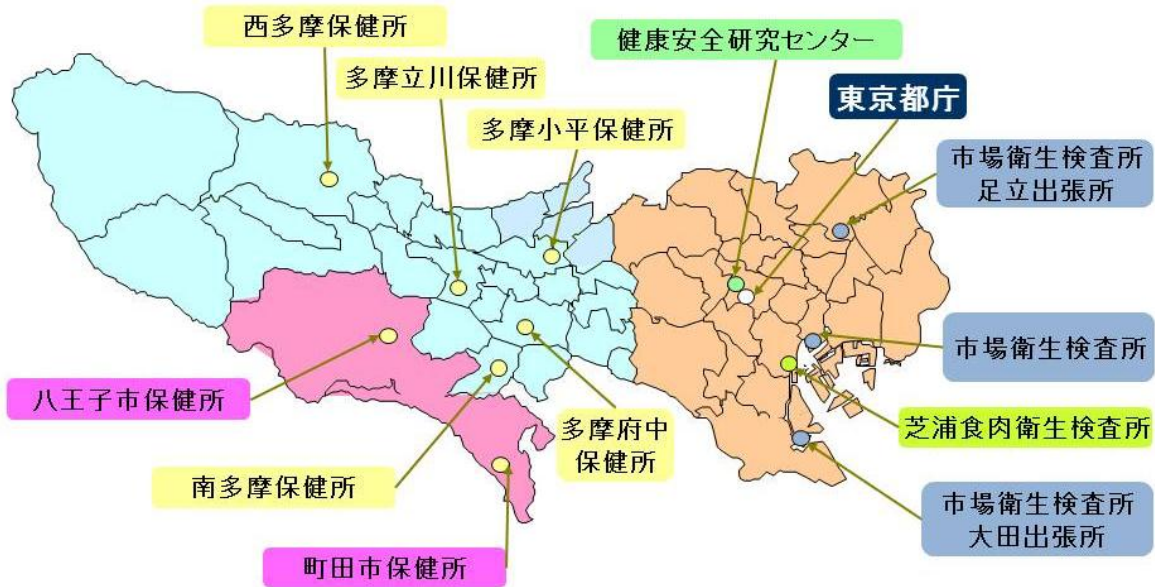 西多摩保健所
健康安全研究センター
多摩立川保健所
東京都庁
多摩小平保健所
市場衛生検査所
足立出張所
市場衛生検査所
八王子市保健所
芝浦食肉衛生検査所
多摩府中
保健所
南多摩保健所
市場衛生検査所
大田出張所
町田市保健所